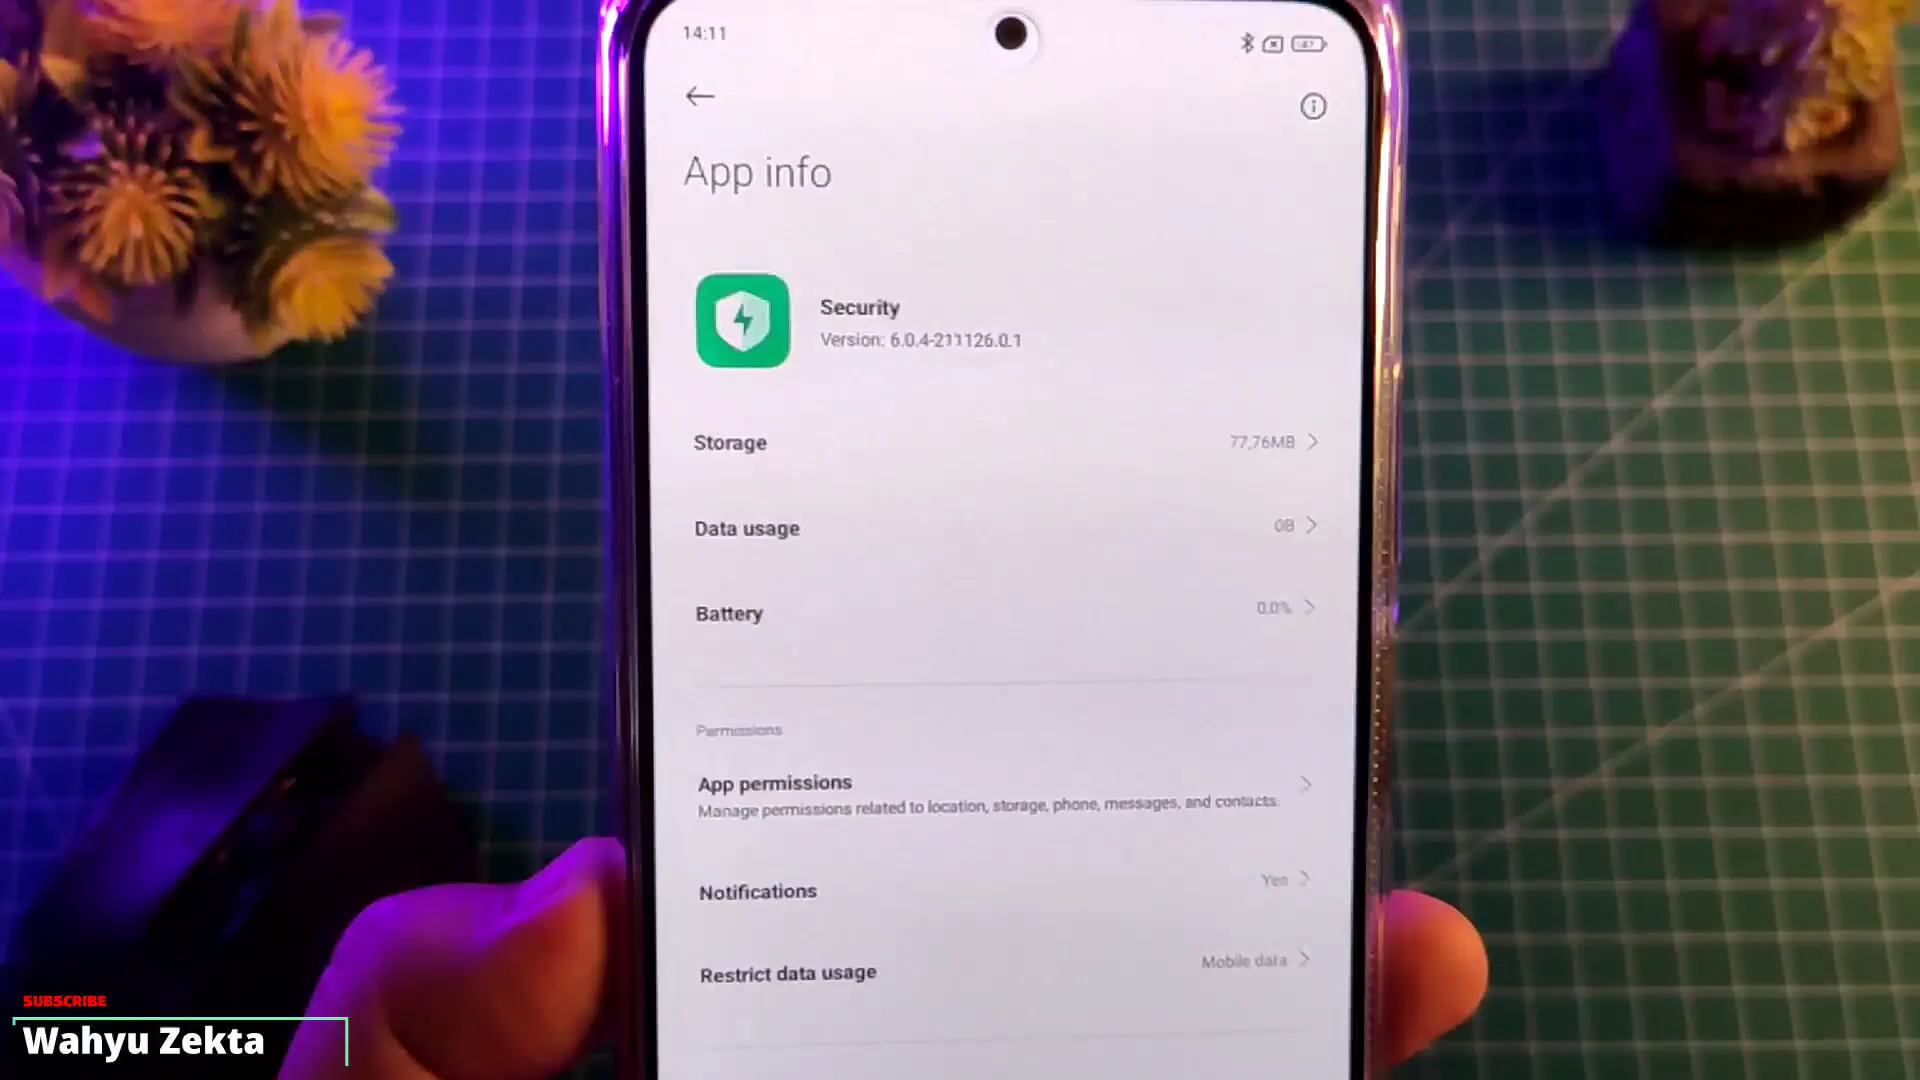 14:11
App info
Security
Version: 6.0.4-211126.0.1
Storage
77,76MB
Data usage
0B
Battery
0.0%
Permissions
App permissions
Manage permissions related to location, storage, phone, messages, and contacts.
Notifications
Yes
Restrict data usage
Mobile data
SUBSCRIBE
Wahyu Zekta